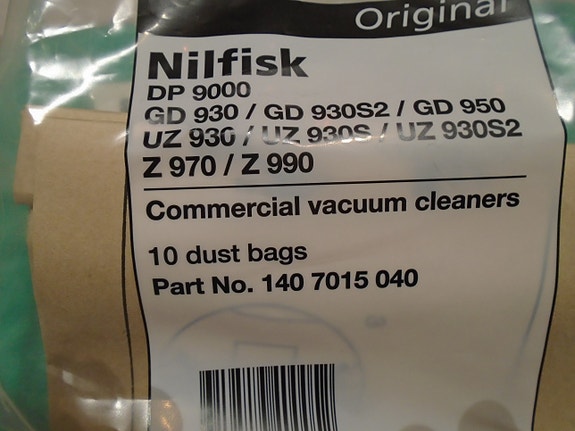 Original
Nilfisk
DP 9000
GD 930 / GD 930S2 / GD 950
UZ 930 / UZ 930S / UZ 930S2
Z 970 / Z 990
Commercial vacuum cleaners
10 dust bags
Part No. 140 7015 040